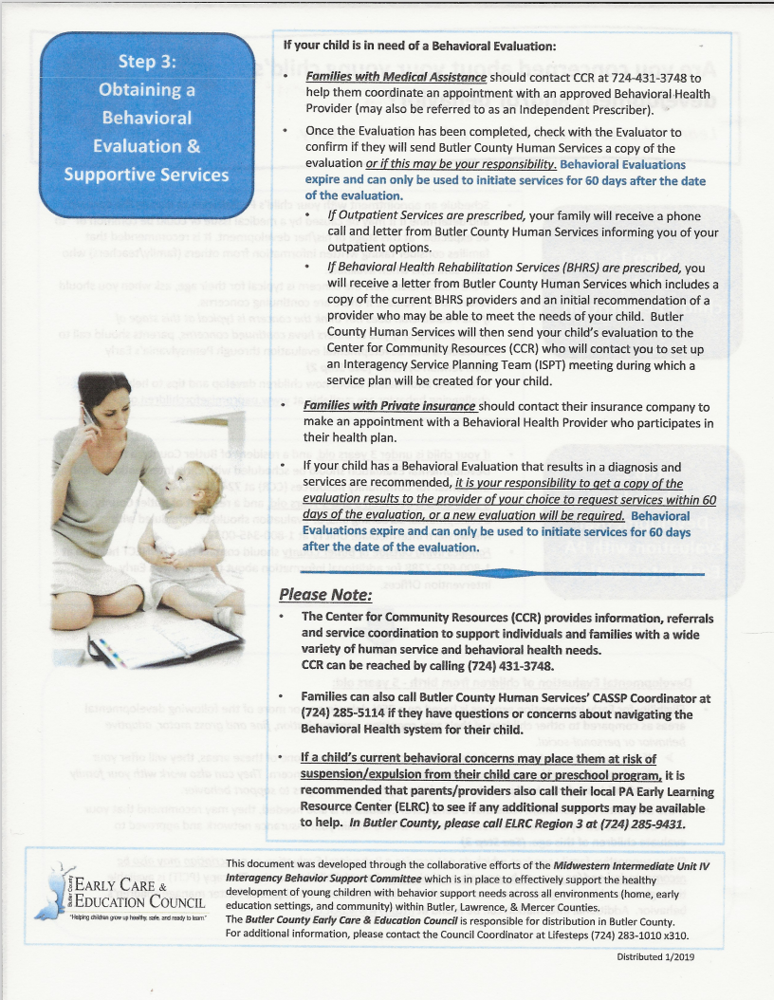 Step 3:
Obtaining a
Behavioral
Evaluation &
Supportive Services
If your child is in need of a Behavioral Evaluation:
• Families with Medical Assistance should contact CCR at 724-431-3748 to
help them coordinate an appointment with an approved Behavioral Health
Provider (may also be referred to as an Independent Prescriber).
• Once the Evaluation has been completed, check with the Evaluator to
confirm if they will send Butler County Human Services a copy of the
evaluation or if this may be your responsibility. Behavioral Evaluations
expire and can only be used to initiate services for 60 days after the date
of the evaluation.
• If Outpatient Services are prescribed, your family will receive a phone
call and letter from Butler County Human Services informing you of your
outpatient options.
• If Behavioral Health Rehabilitation Services (BHRS) are prescribed, you
will receive a letter from Butler County Human Services which includes a
copy of the current BHRS providers and an initial recommendation of a
provider who may be able to meet the needs of your child. Butler
County Human Services will then send your child's evaluation to the
Center for Community Resources (CCR) who will contact you to set up
an Interagency Service Planning Team (ISPT) meeting during which a
service plan will be created for your child.
• Families with Private insurance should contact their insurance company to
make an appointment with a Behavioral Health Provider who participates in
their health plan.
• If your child has a Behavioral Evaluation that results in a diagnosis and
services are recommended, it is your responsibility to get a copy of the
evaluation results to the provider of your choice to request services within 60
days of the evaluation, or a new evaluation will be required. Behavioral
Evaluations expire and can only be used to initiate services for 60 days
after the date of the evaluation.
Please Note:
• The Center for Community Resources (CCR) provides information, referrals
and service coordination to support individuals and families with a wide
variety of human service and behavioral health needs.
CCR can be reached by calling (724) 431-3748.
• Families can also call Butler County Human Services' CASSP Coordinator at
(724) 285-5114 if they have questions or concerns about navigating the
Behavioral Health system for their child.
• If a child's current behavioral concerns may place them at risk of
suspension/expulsion from their child care or preschool program, it is
recommended that parents/providers also call their local PA Early Learning
Resource Center (ELRC) to see if any additional supports may be available
to help. In Butler County, please call ELRC Region 3 at (724) 285-9431.
Butler County
EARLY CARE &
EDUCATION COUNCIL
"Helping children grow up healthy, safe, and ready to learn."
This document was developed through the collaborative efforts of the Midwestern Intermediate Unit IV
Interagency Behavior Support Committee which is in place to effectively support the healthy
development of young children with behavior support needs across all environments (home, early
education settings, and community) within Butler, Lawrence, & Mercer Counties.
The Butler County Early Care & Education Council is responsible for distribution in Butler County.
For additional information, please contact the Council Coordinator at Lifesteps (724) 283-1010 x310.
Distributed 1/2019